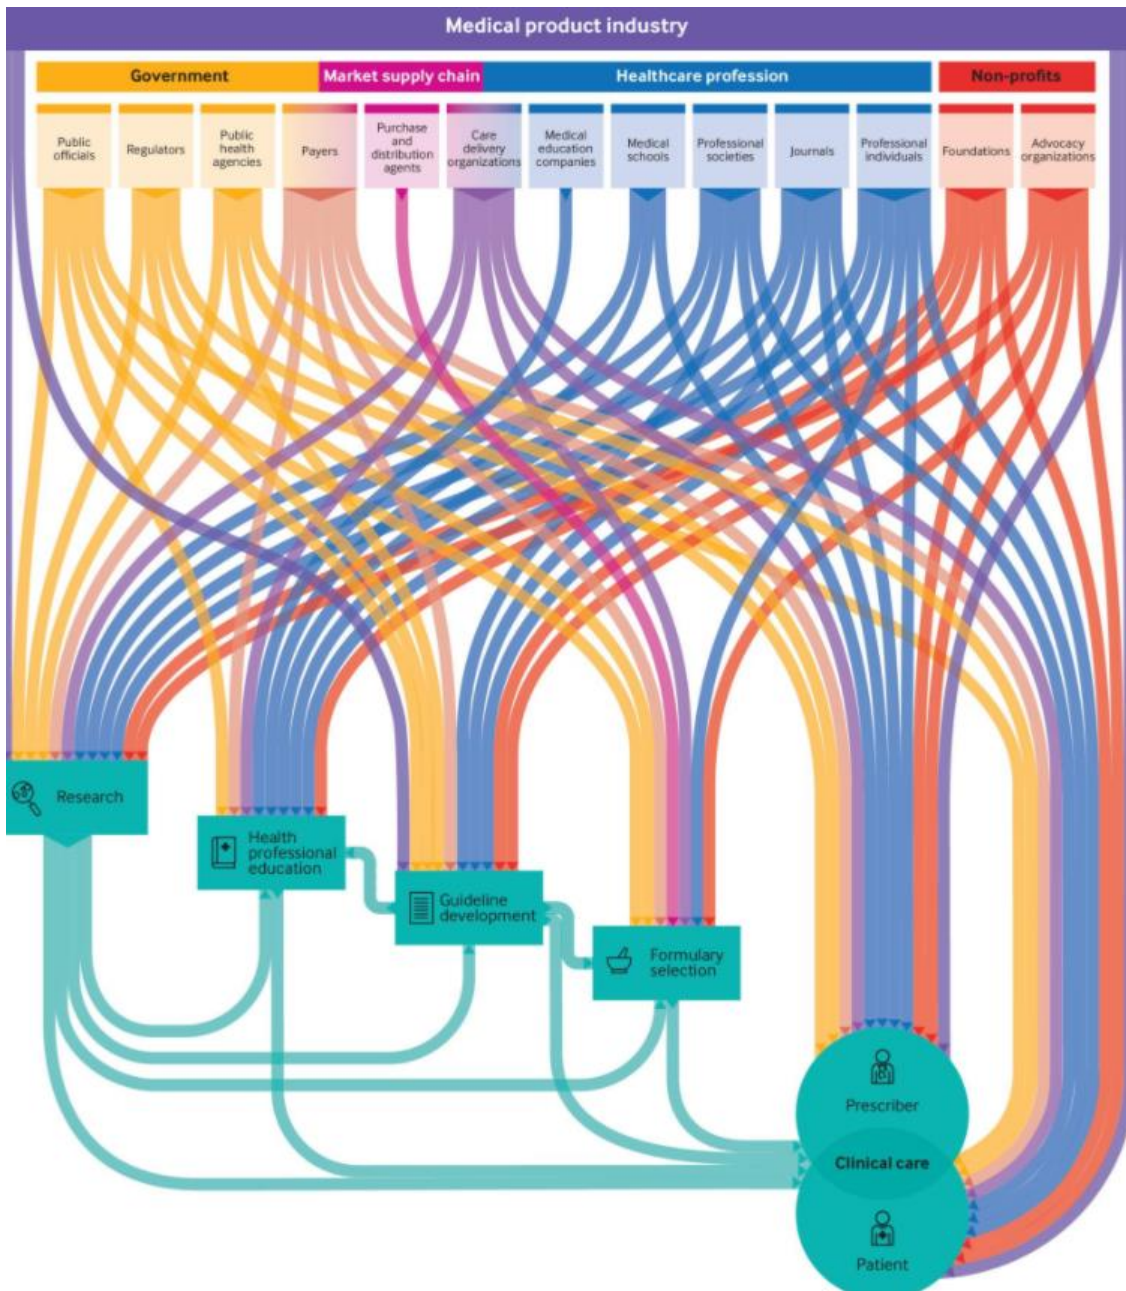 Medical product industry
Government
Market supply chain
Healthcare profession
Non-profits
Public
officials
Regulators
Public
health
agencies
Payers
Purchase
and
distribution
agents
Care
delivery
organizations
Medical
education
companies
Medical
schools
Professional
societies
Journals
Professional
individuals
Foundations
Advocacy
organizations
Research
Health
professional
education
Guideline
development
Formulary
selection
Prescriber
Clinical care
Patient